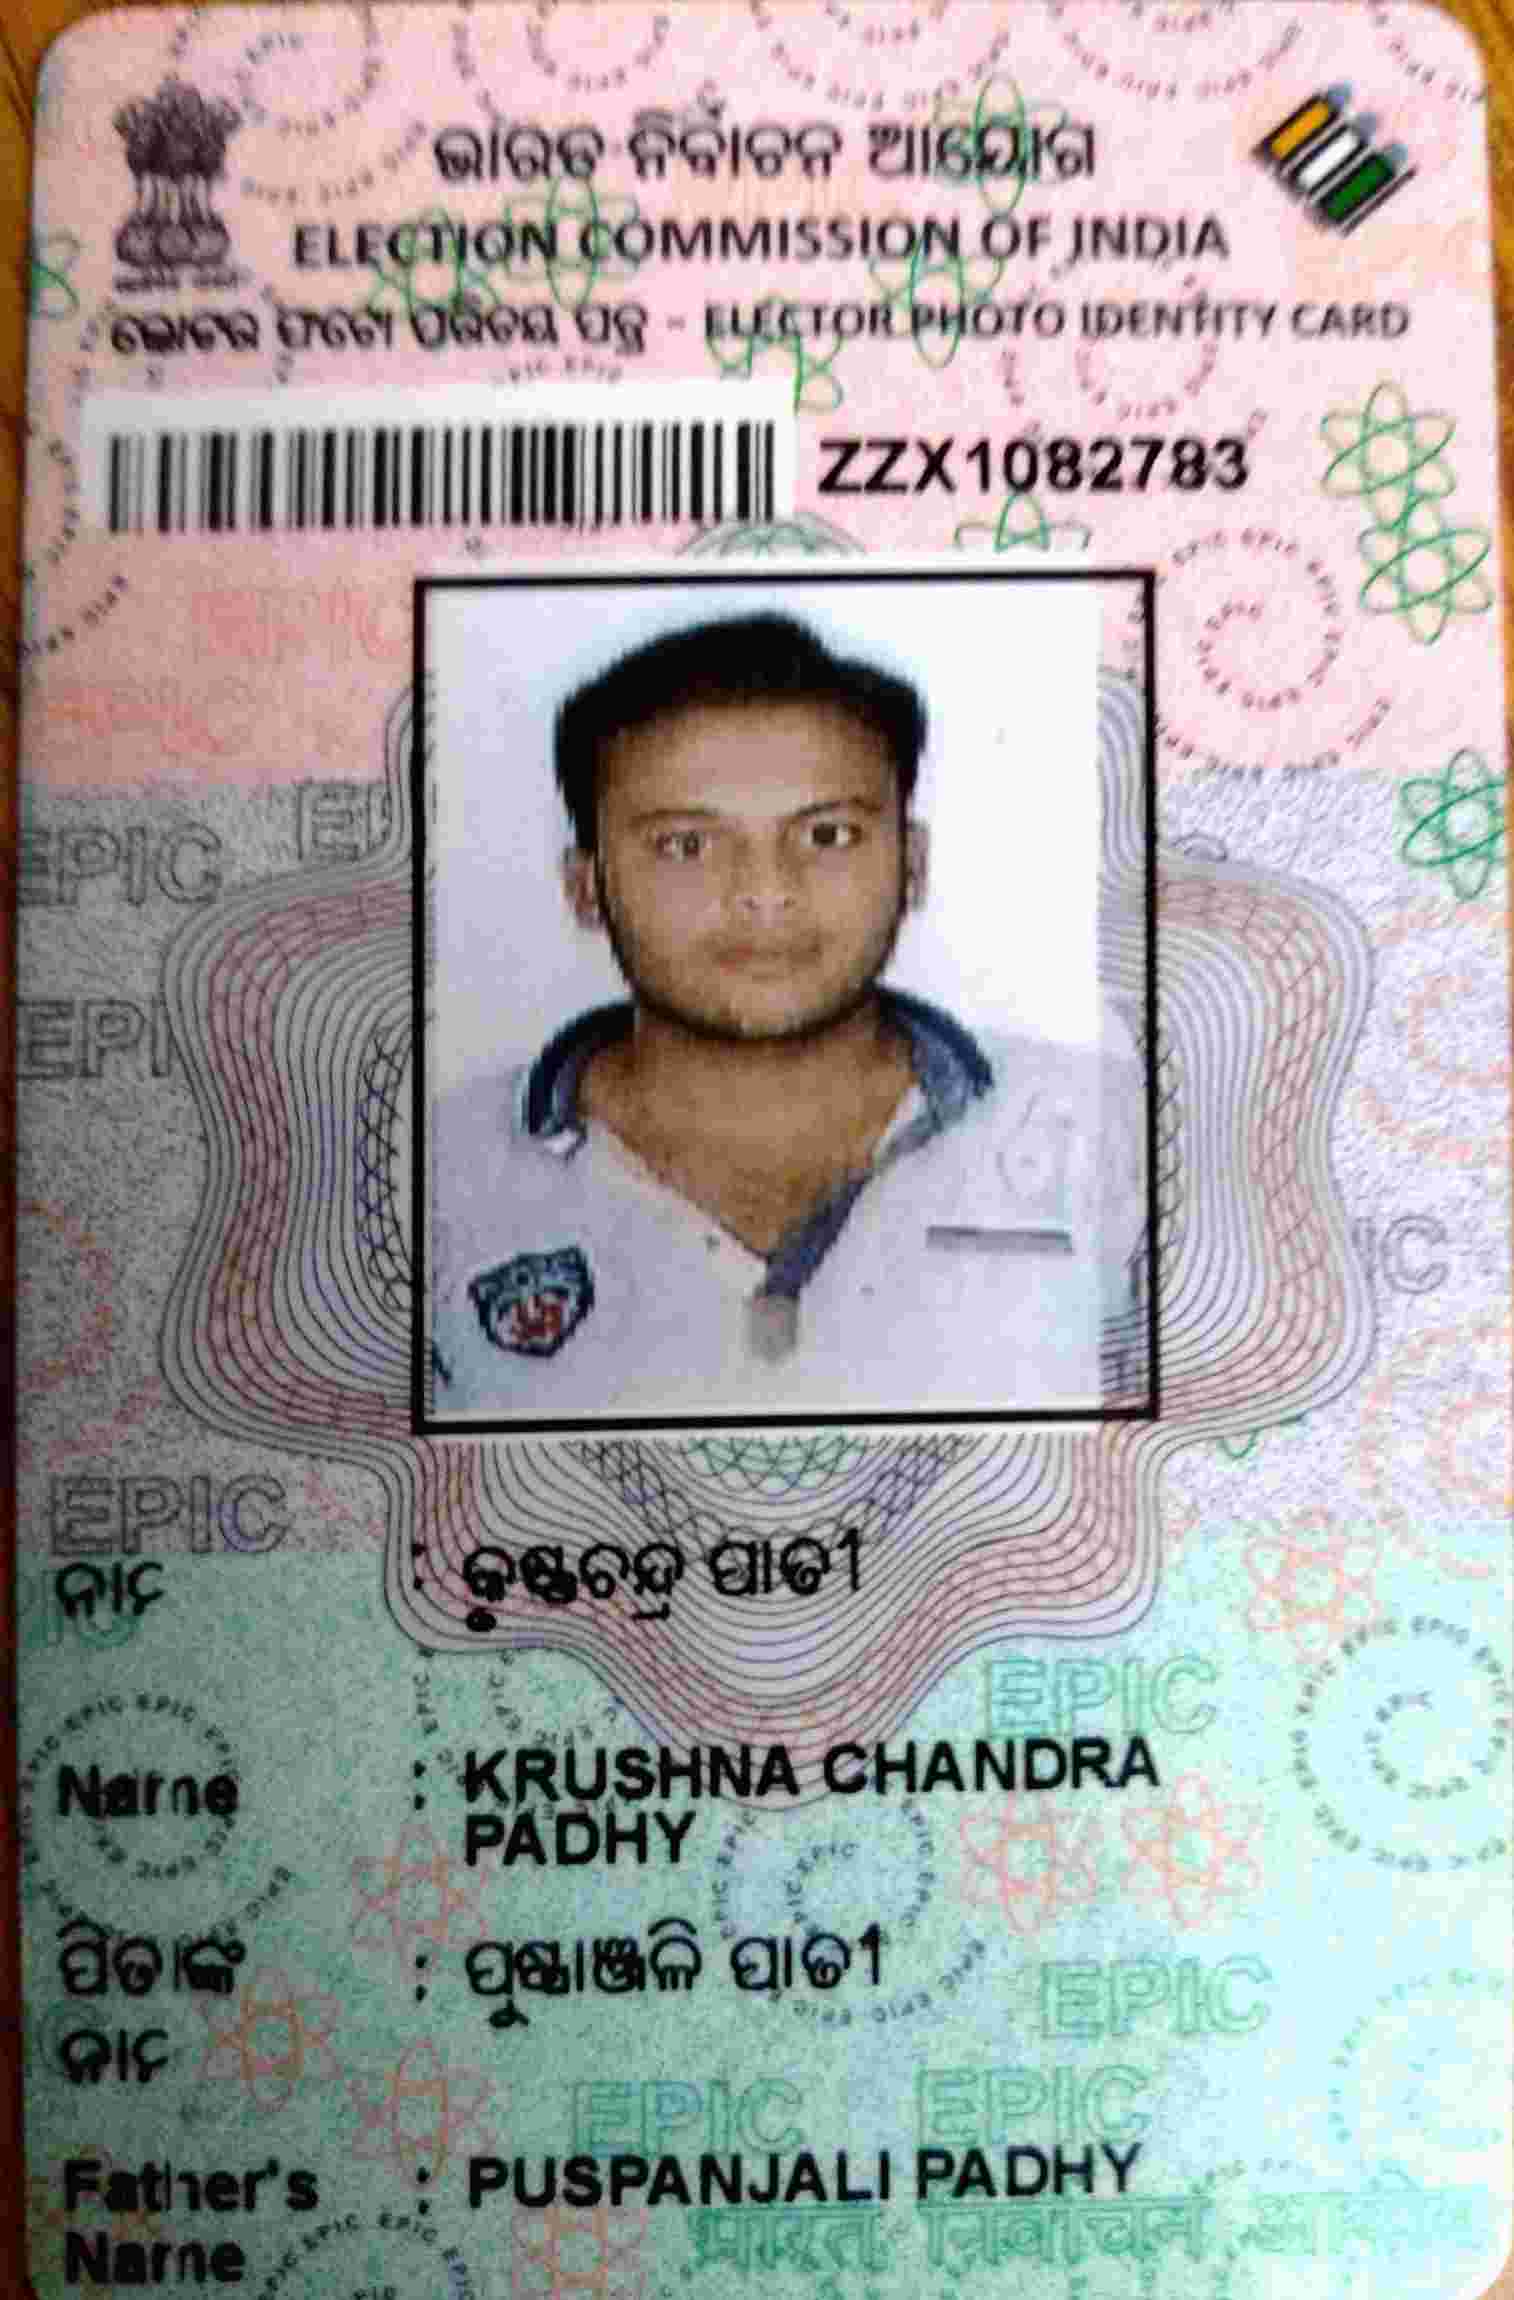 ଭାରତ ନିର୍ବାଚନ ଆୟୋଗ
ELECTION COMMISSION OF INDIA
ଭୋଟର ଫଟୋ ପରିଚୟ ପତ୍ର - ELECTOR PHOTO IDENTITY CARD
ZZX1082783
ନାମ : କୃଷ୍ଣଚନ୍ଦ୍ର ପାଢୀ
Name : KRUSHNA CHANDRA
PADHY
ପିତାଙ୍କ : ପୁଷ୍ପାଞ୍ଜଳି ପାଢୀ
ନାମ
Father's : PUSPANJALI PADHY
Name
भारत निर्वाचन आयोग